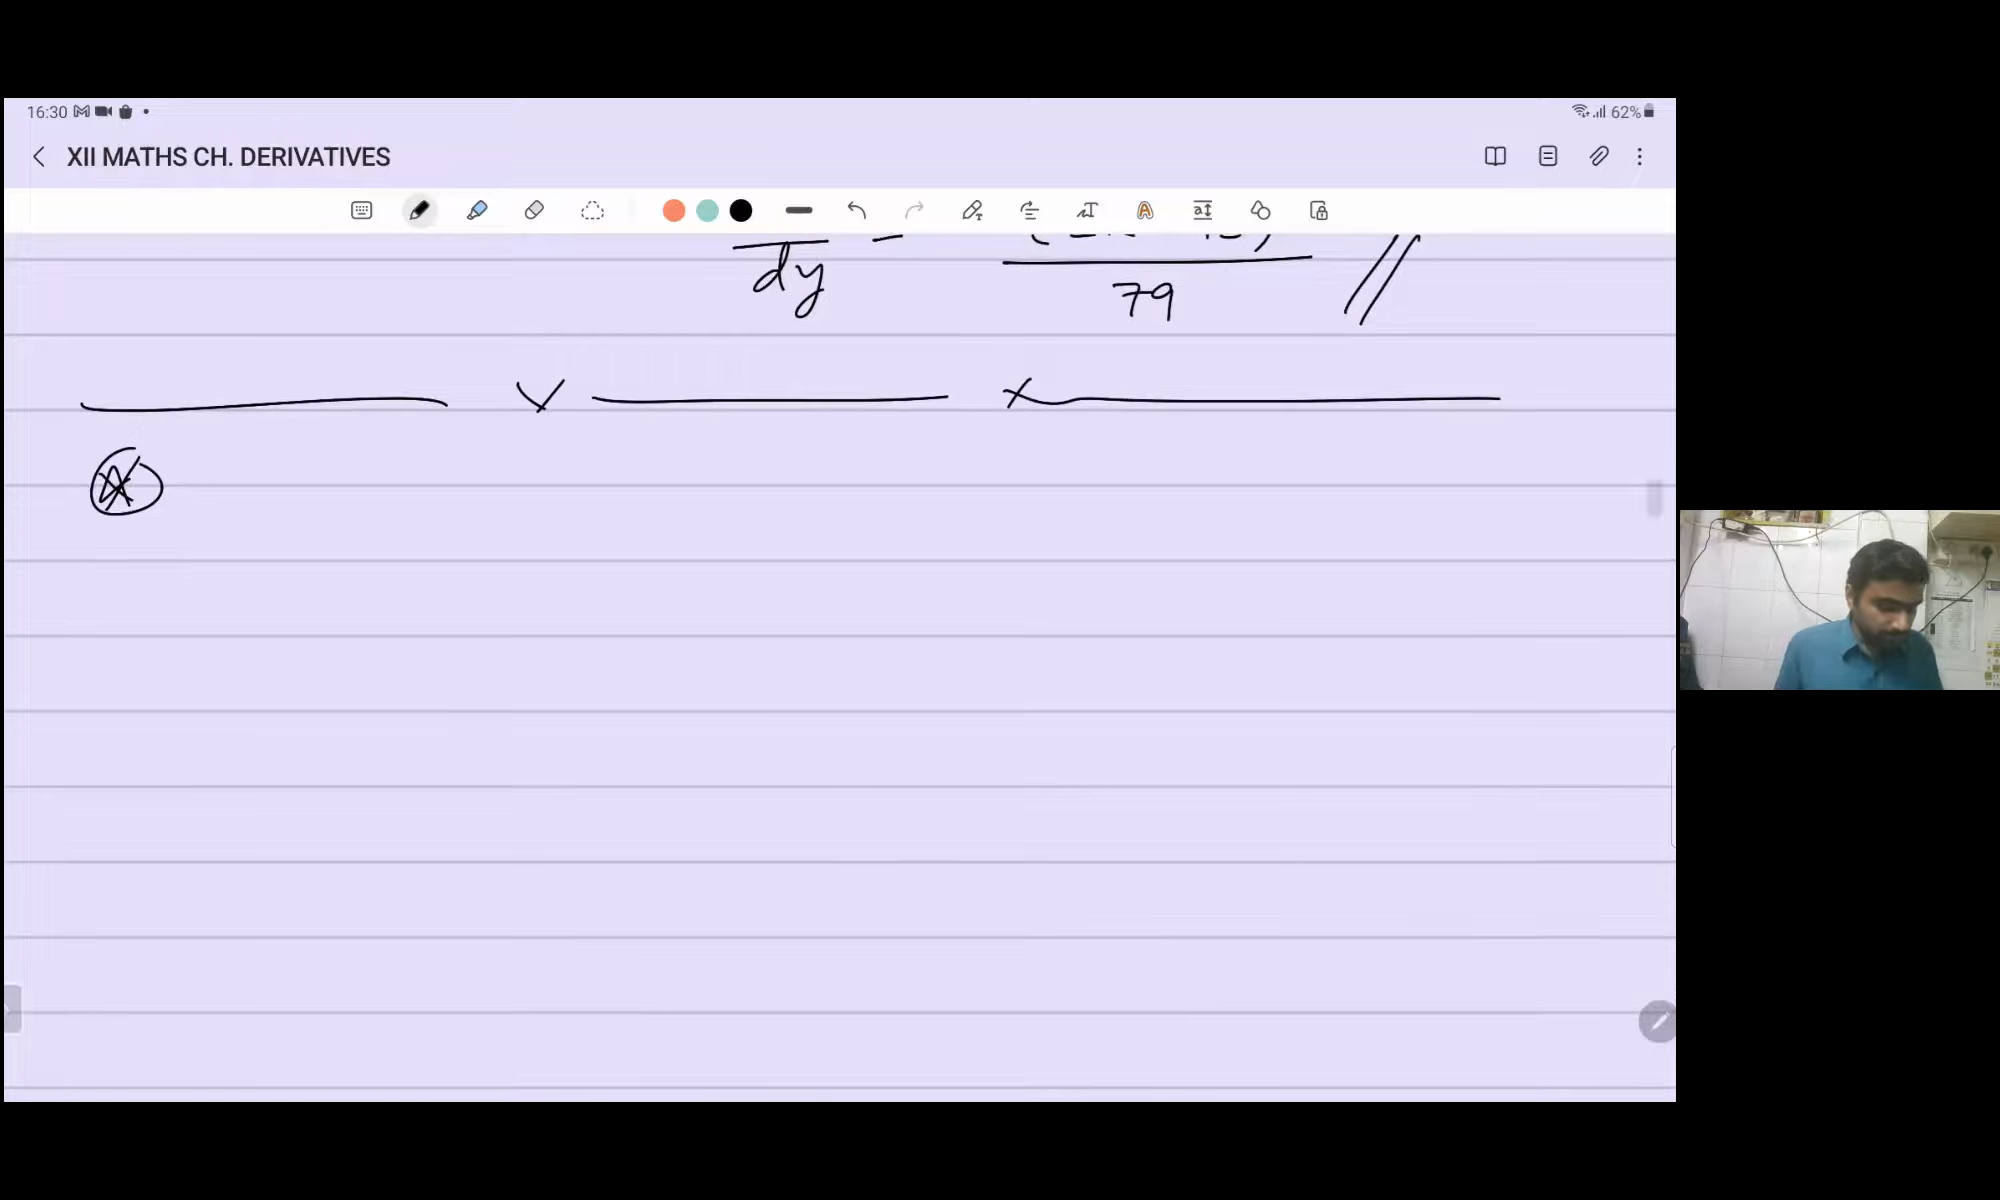 16:30 62%
XII MATHS CH. DERIVATIVES
dy =
79 //